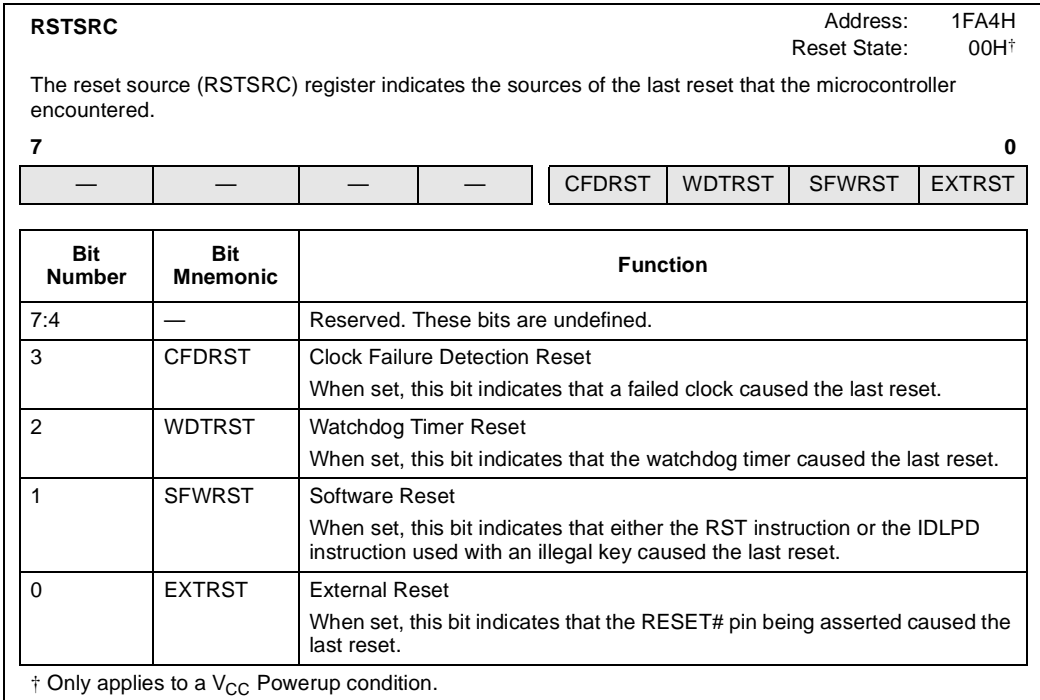 RSTSRC Address: 1FA4H
Reset State: 00H†
The reset source (RSTSRC) register indicates the sources of the last reset that the microcontroller
encountered.
7 0
— — — — CFDRST WDTRST SFWRST EXTRST
Bit Number Bit Mnemonic Function
7:4 — Reserved. These bits are undefined.
3 CFDRST Clock Failure Detection Reset
When set, this bit indicates that a failed clock caused the last reset.
2 WDTRST Watchdog Timer Reset
When set, this bit indicates that the watchdog timer caused the last reset.
1 SFWRST Software Reset
When set, this bit indicates that either the RST instruction or the IDLPD
instruction used with an illegal key caused the last reset.
0 EXTRST External Reset
When set, this bit indicates that the RESET# pin being asserted caused the
last reset.
† Only applies to a VCC Powerup condition.